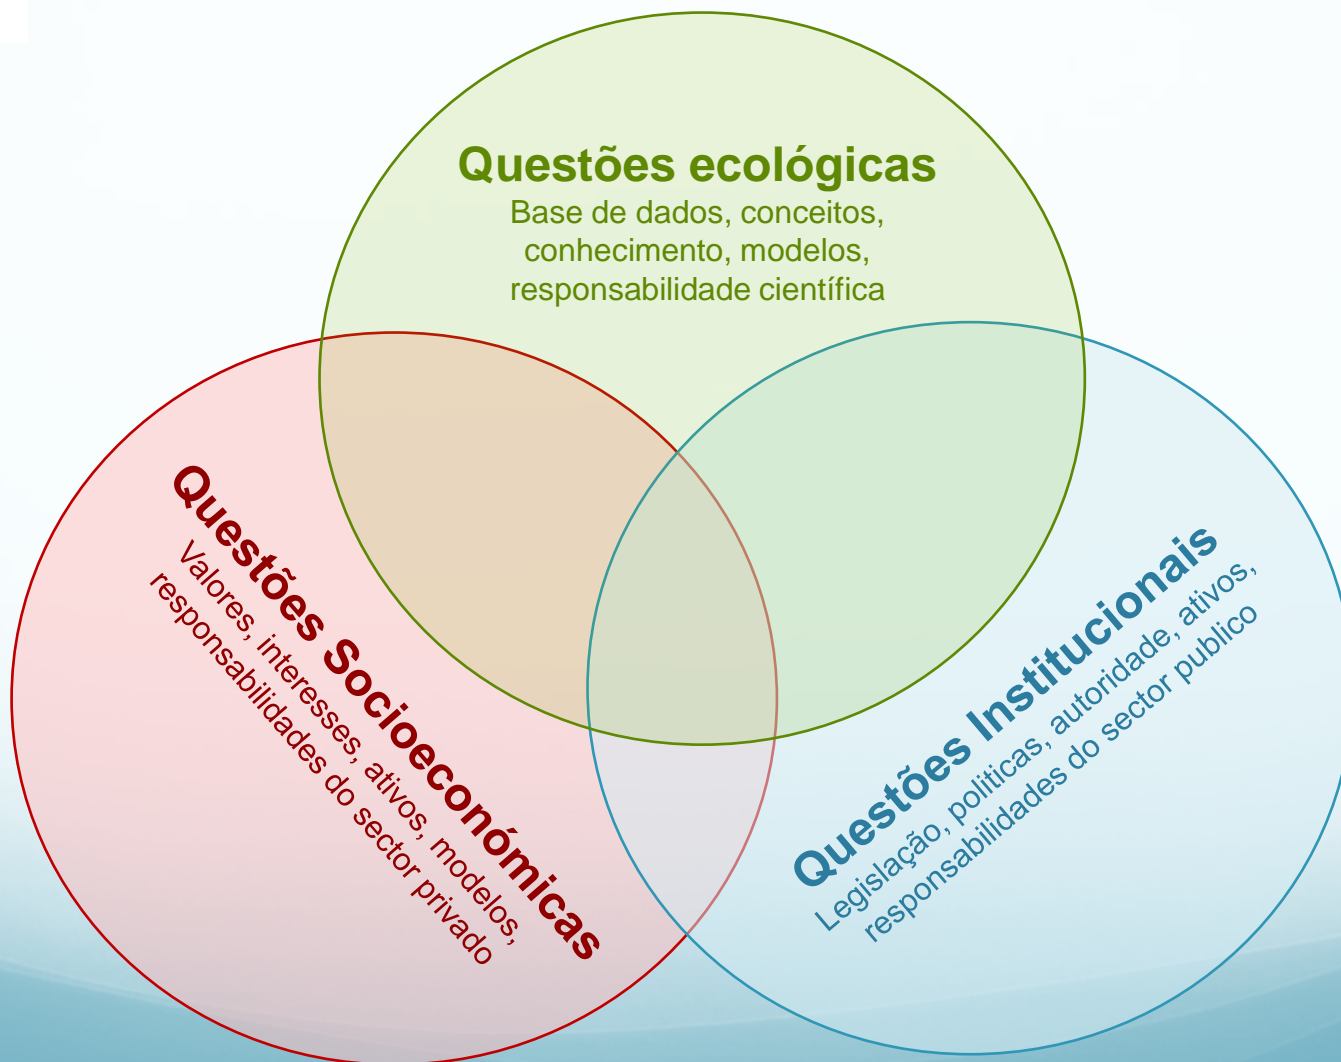 Questões ecológicas
Base de dados, conceitos,
conhecimento, modelos,
responsabilidade científica
Questões Socioeconómicas
Valores, interesses, ativos, modelos,
responsabilidades do sector privado
Questões Institucionais
Legislação, politicas, autoridade, ativos,
responsabilidades do sector publico